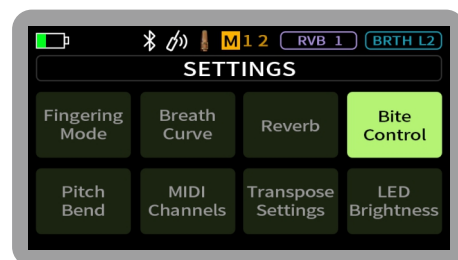 M 1 2 RVB 1 BRTH L2
SETTINGS
Fingering Mode
Breath Curve
Reverb
Bite Control
Pitch Bend
MIDI Channels
Transpose Settings
LED Brightness